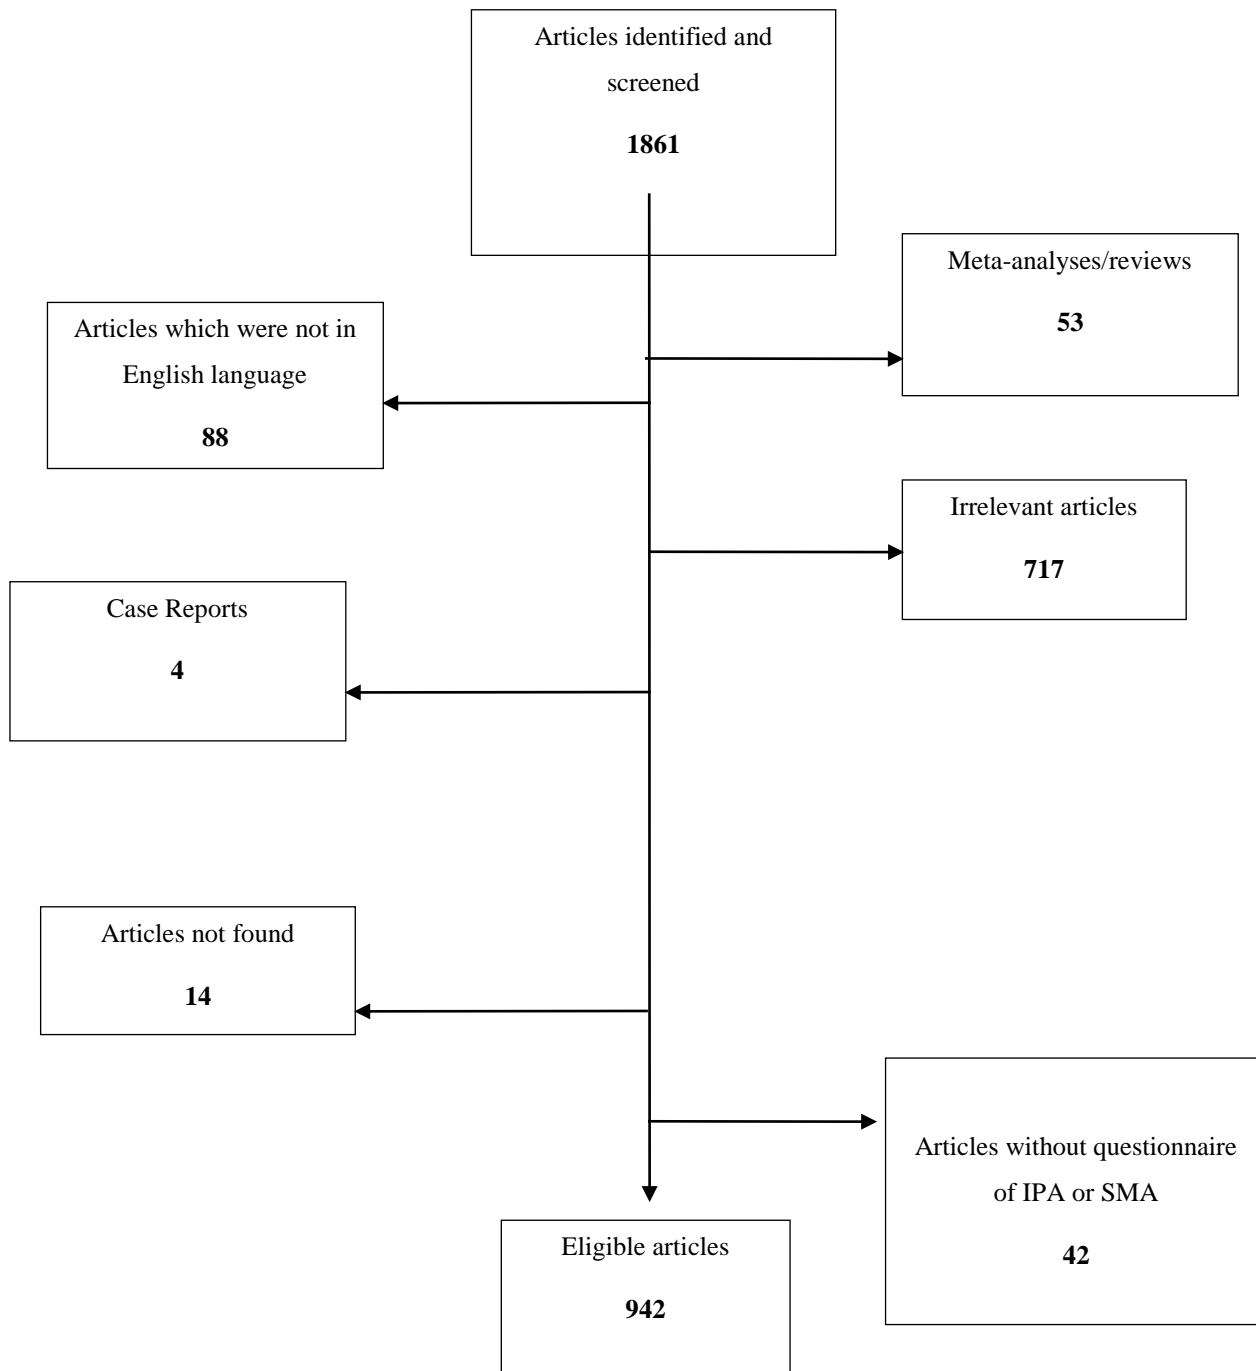 Articles identified and
screened
1861
Meta-analyses/reviews
53
Articles which were not in
English language
88
Irrelevant articles
717
Case Reports
4
Articles not found
14
Articles without questionnaire
of IPA or SMA
42
Eligible articles
942